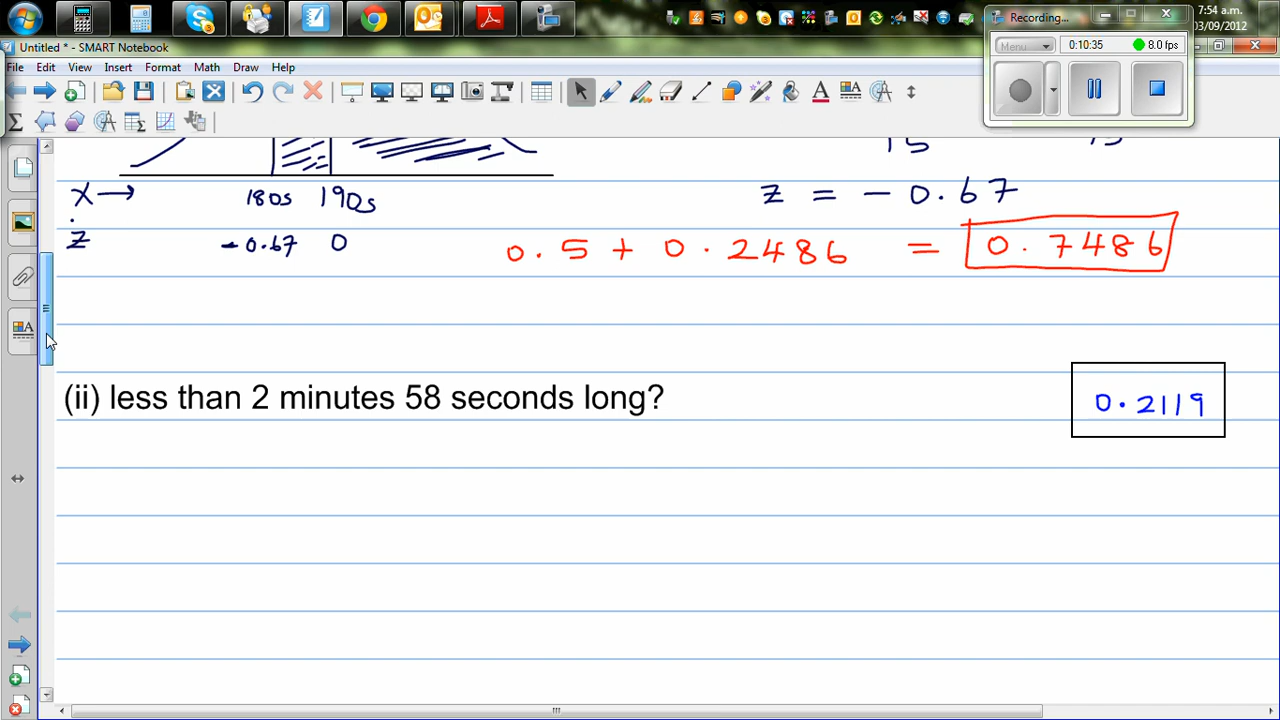 7:54 a.m.
03/09/2012
Recording...
Menu
0:10:35
8.0 fps
Untitled * - SMART Notebook
File Edit View Insert Format Math Draw Help
15
X → 180s 190s
z = - 0.67
z -0.67 0
0.5 + 0.2486 = 0.7486
(ii) less than 2 minutes 58 seconds long?
0.2119